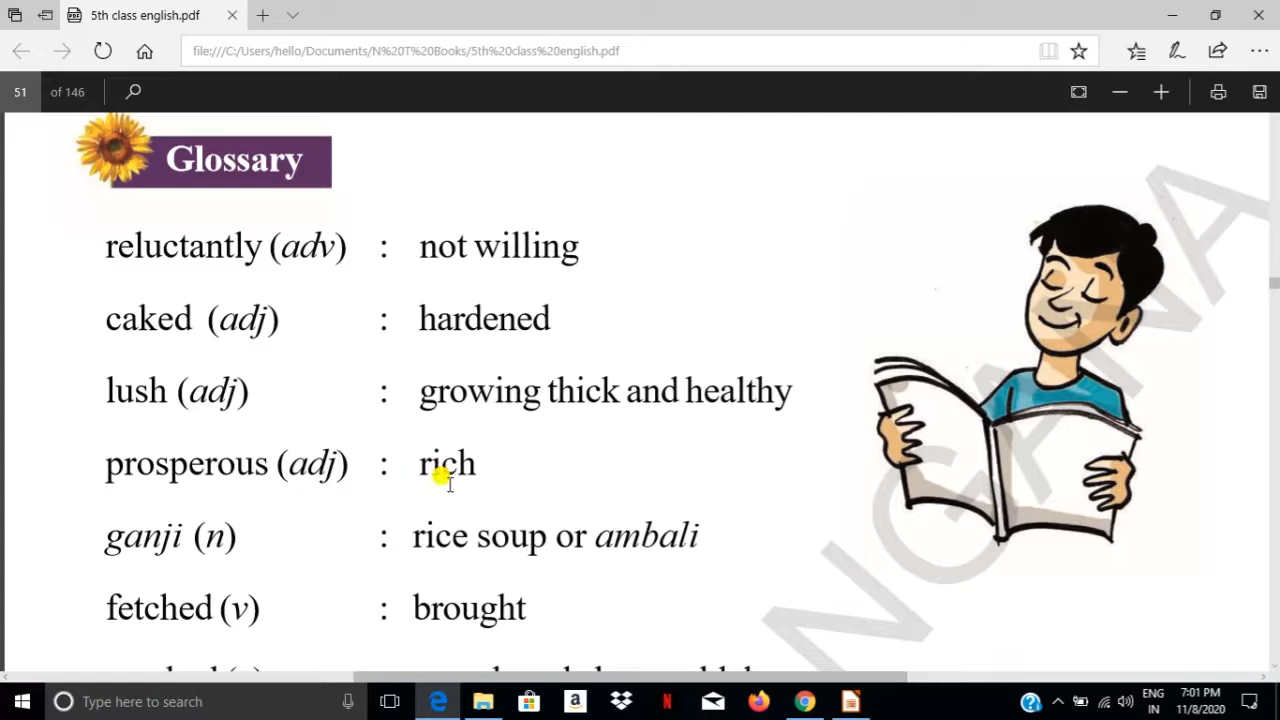 5th class english.pdf
file:///C:/Users/hello/Documents/N%20T%20Books/5th%20class%20english.pdf
51 of 146
Glossary
reluctantly (adv) : not willing
caked (adj) : hardened
lush (adj) : growing thick and healthy
prosperous (adj) : rich
ganji (n) : rice soup or ambali
fetched (v) : brought
NGANA
Type here to search
ENG
IN
7:01 PM
11/8/2020